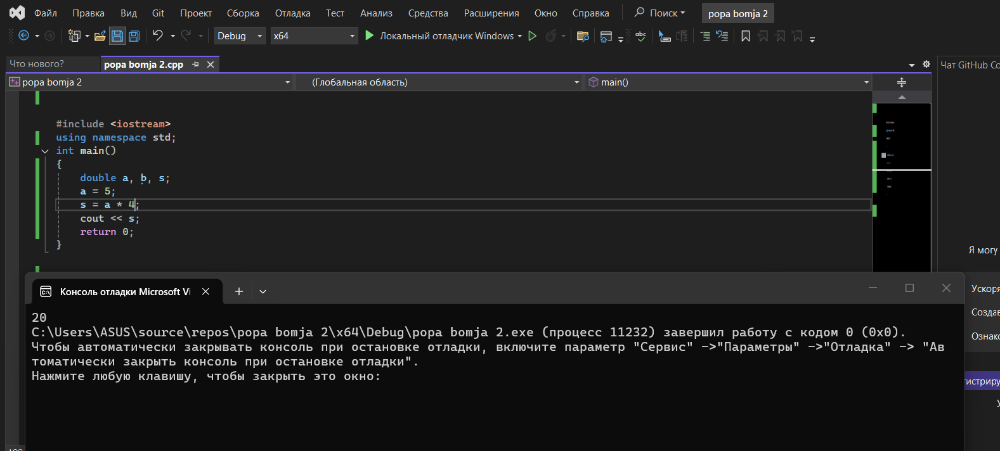 Файл Правка Вид Git Проект Сборка Отладка Тест Анализ Средства Расширения Окно Справка Поиск popa bomja 2
Debug x64 Локальный отладчик Windows abc
Что нового? popa bomja 2.cpp Чат GitHub Co
popa bomja 2 (Глобальная область) main()
#include <iostream>
using namespace std;
int main()
{
double a, b, s;
a = 5;
s = a * 4;
cout << s;
return 0;
}
Я могу
Консоль отладки Microsoft Vi
Ускоря
20
Создав
C:\Users\ASUS\source\repos\popa bomja 2\x64\Debug\popa bomja 2.exe (процесс 11232) завершил работу с кодом 0 (0x0).
Ознако
Чтобы автоматически закрывать консоль при остановке отладки, включите параметр "Сервис" ->"Параметры" ->"Отладка" -> "Ав
томатически закрыть консоль при остановке отладки".
Нажмите любую клавишу, чтобы закрыть это окно:
гистриру